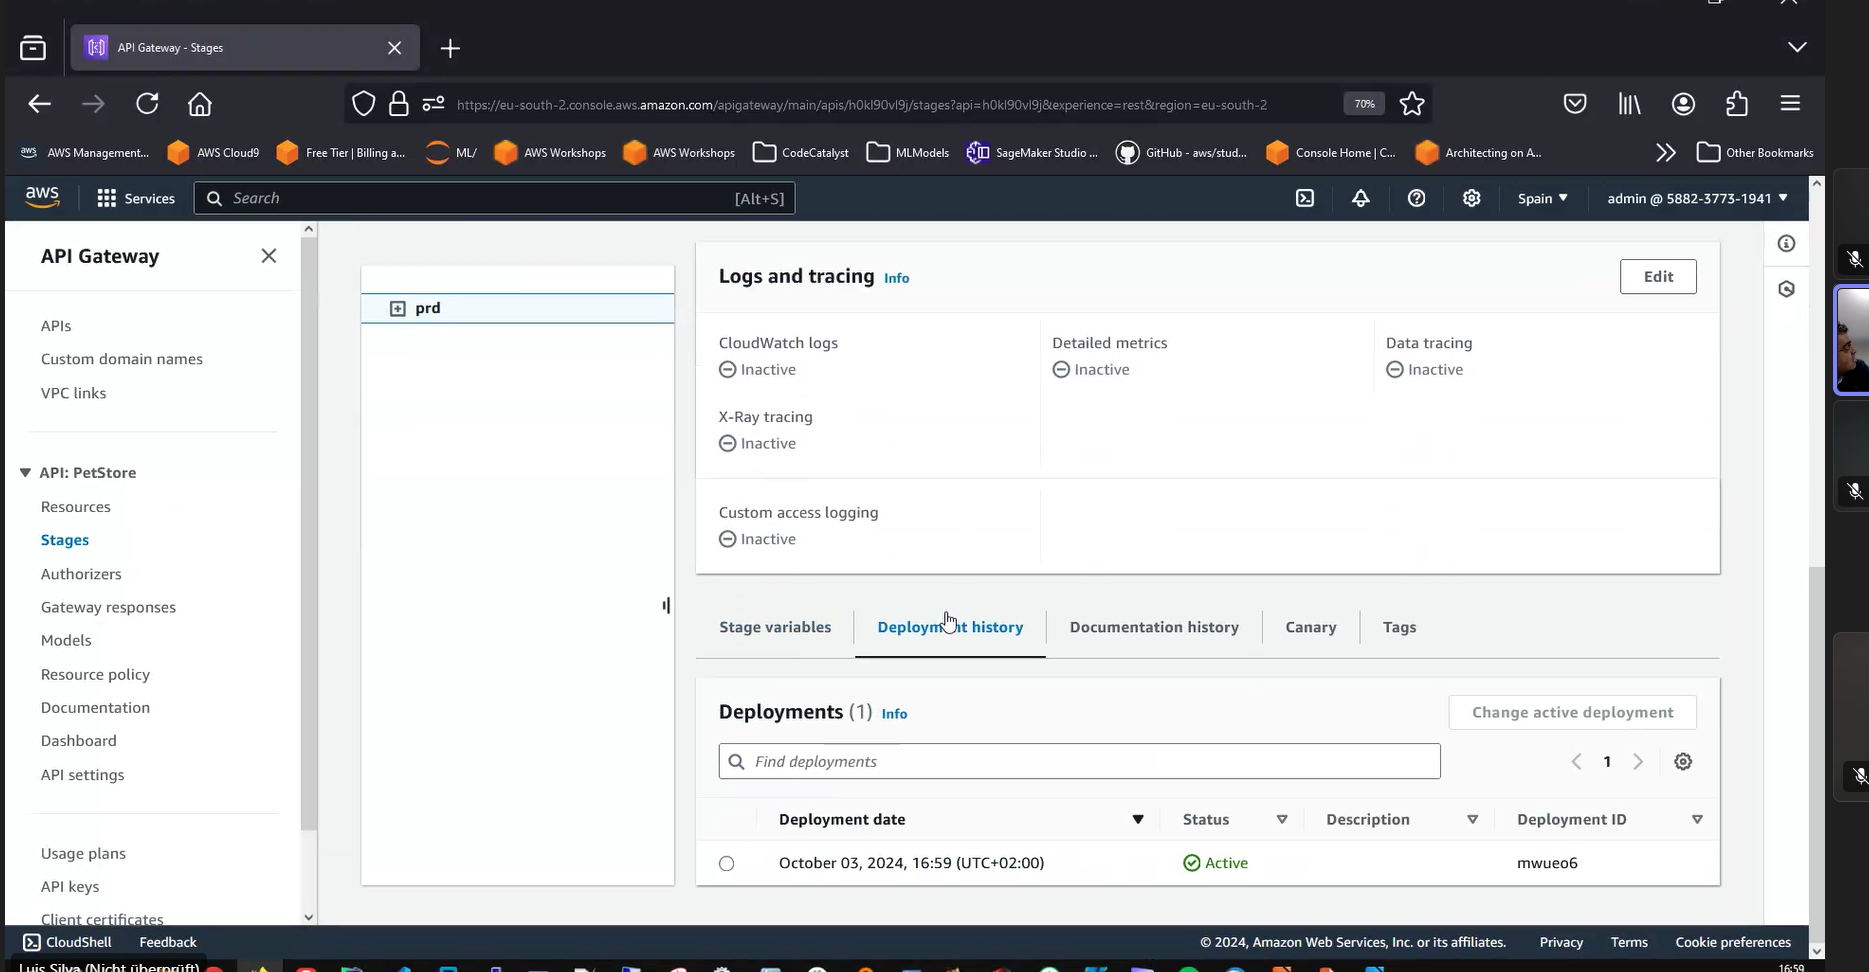 API Gateway - Stages
https://eu-south-2.console.aws.amazon.com/apigateway/main/apis/h0kl90vl9j/stages?api=h0kl90vl9j&experience=rest&region=eu-south-2
70%
aws AWS Management... AWS Cloud9 Free Tier | Billing a... ML/ AWS Workshops AWS Workshops CodeCatalyst MLModels SageMaker Studio ... GitHub - aws/stud... Console Home | C... Architecting on A... Other Bookmarks
aws Services Search [Alt+S] Spain admin @ 5882-3773-1941
API Gateway
APIs
Custom domain names
VPC links
API: PetStore
Resources
Stages
Authorizers
Gateway responses
Models
Resource policy
Documentation
Dashboard
API settings
Usage plans
API keys
Client certificates
prd
Logs and tracing Info Edit
CloudWatch logs Detailed metrics Data tracing
Inactive Inactive Inactive
X-Ray tracing
Inactive
Custom access logging
Inactive
Stage variables Deployment history Documentation history Canary Tags
Deployments (1) Info Change active deployment
Find deployments 1
Deployment date Status Description Deployment ID
October 03, 2024, 16:59 (UTC+02:00) Active mwueo6
CloudShell Feedback © 2024, Amazon Web Services, Inc. or its affiliates. Privacy Terms Cookie preferences
Luis Silva (Nicht überprüft) 16:59